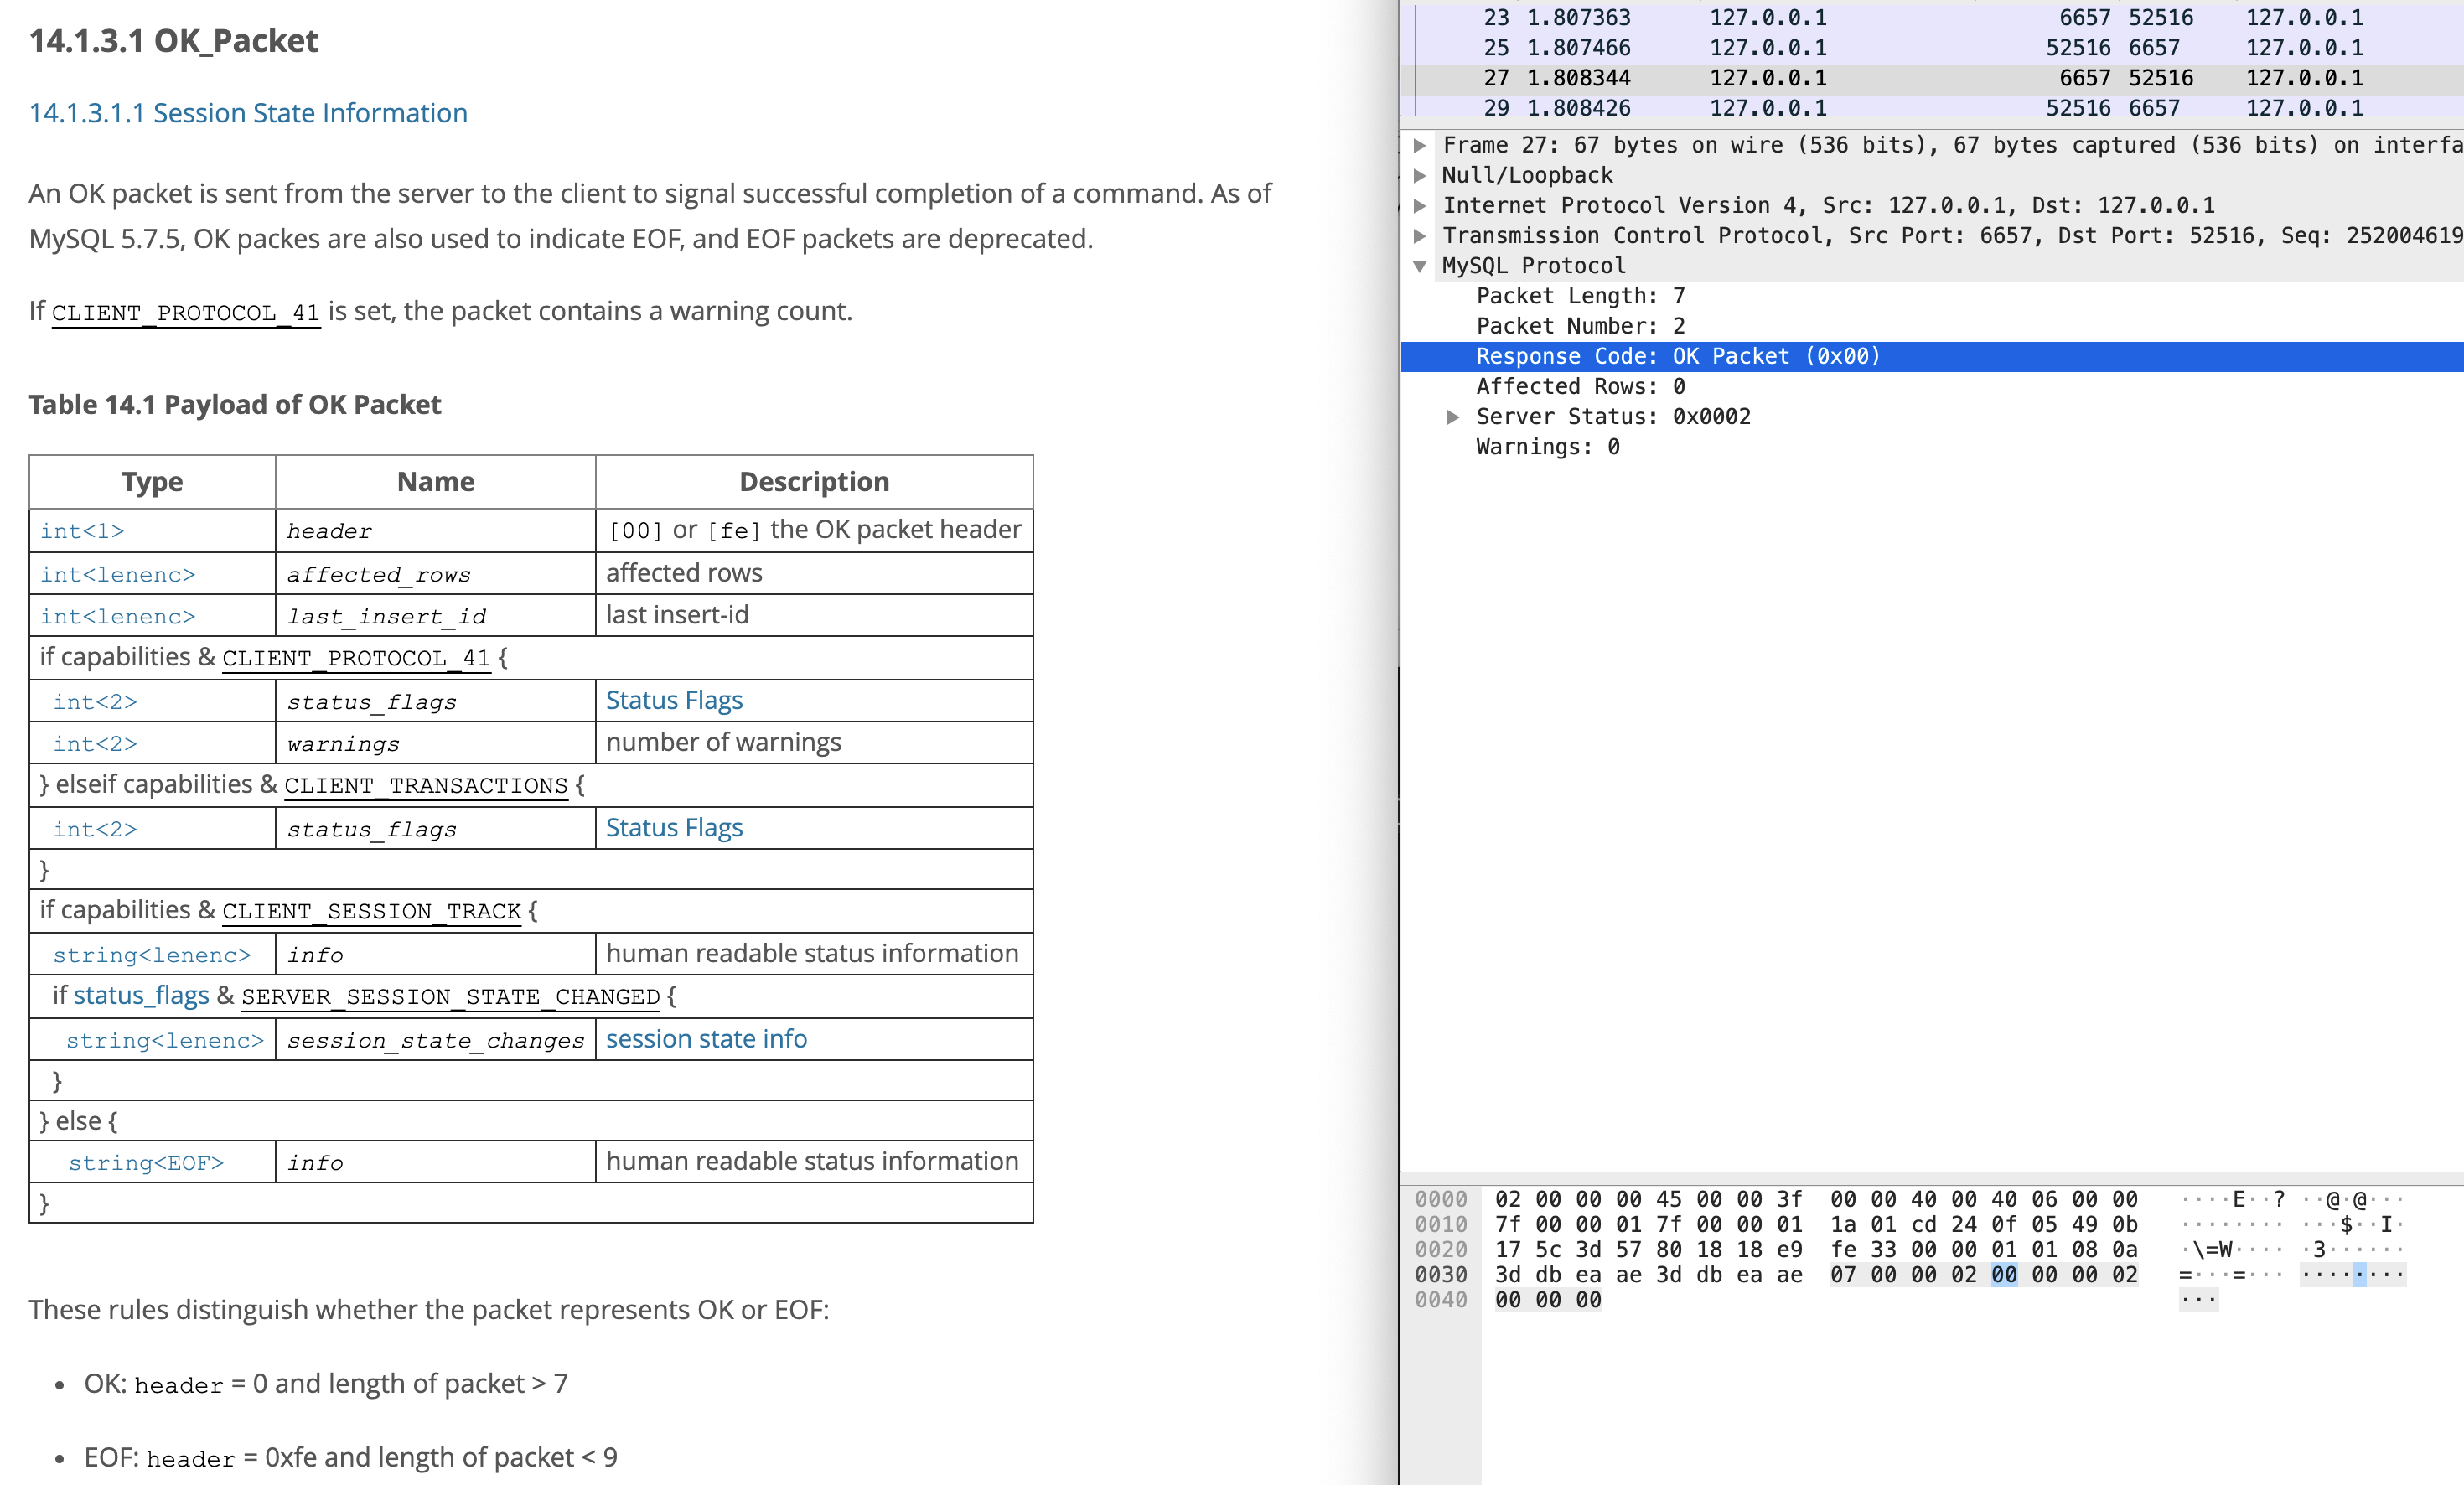 14.1.3.1 OK_Packet
14.1.3.1.1 Session State Information
An OK packet is sent from the server to the client to signal successful completion of a command. As of
MySQL 5.7.5, OK packes are also used to indicate EOF, and EOF packets are deprecated.
If CLIENT_PROTOCOL_41 is set, the packet contains a warning count.
Table 14.1 Payload of OK Packet
Type Name Description
int<1> header [00] or [fe] the OK packet header
int<lenenc> affected_rows affected rows
int<lenenc> last_insert_id last insert-id
if capabilities & CLIENT_PROTOCOL_41 {
int<2> status_flags Status Flags
int<2> warnings number of warnings
} elseif capabilities & CLIENT_TRANSACTIONS {
int<2> status_flags Status Flags
}
if capabilities & CLIENT_SESSION_TRACK {
string<lenenc> info human readable status information
if status_flags & SERVER_SESSION_STATE_CHANGED {
string<lenenc> session_state_changes session state info
}
} else {
string<EOF> info human readable status information
}
These rules distinguish whether the packet represents OK or EOF:
• OK: header = 0 and length of packet > 7
• EOF: header = 0xfe and length of packet < 9
23 1.807363 127.0.0.1 6657 52516 127.0.0.1
25 1.807466 127.0.0.1 52516 6657 127.0.0.1
27 1.808344 127.0.0.1 6657 52516 127.0.0.1
29 1.808426 127.0.0.1 52516 6657 127.0.0.1
Frame 27: 67 bytes on wire (536 bits), 67 bytes captured (536 bits) on interfa
Null/Loopback
Internet Protocol Version 4, Src: 127.0.0.1, Dst: 127.0.0.1
Transmission Control Protocol, Src Port: 6657, Dst Port: 52516, Seq: 252004619
MySQL Protocol
Packet Length: 7
Packet Number: 2
Response Code: OK Packet (0x00)
Affected Rows: 0
Server Status: 0x0002
Warnings: 0
0000 02 00 00 00 45 00 00 3f 00 00 40 00 40 06 00 00 ····E··? ··@·@···
0010 7f 00 00 01 7f 00 00 01 1a 01 cd 24 0f 05 49 0b ········ ···$··I·
0020 17 5c 3d 57 80 18 18 e9 fe 33 00 00 01 01 08 0a ·\=W···· ·3······
0030 3d db ea ae 3d db ea ae 07 00 00 02 00 00 00 02 =···=··· ········
0040 00 00 00 ···